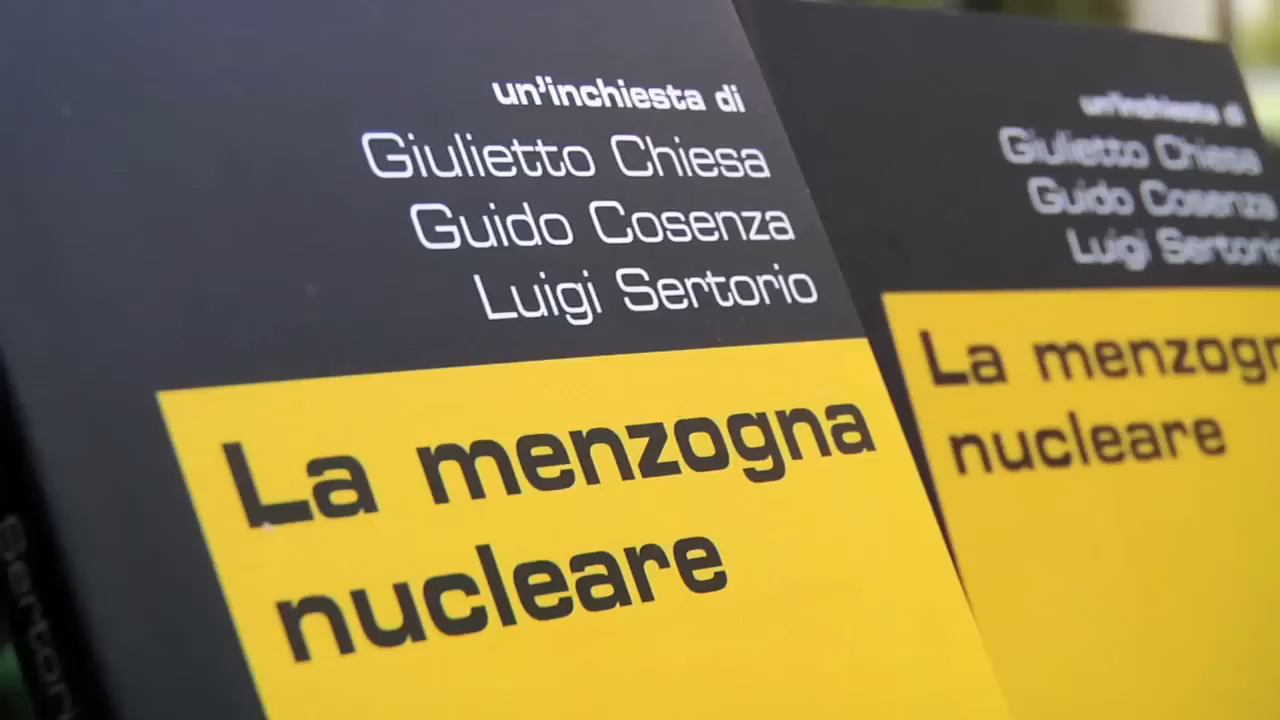 un'inchiesta di
Giulietto Chiesa
Guido Cosenza
Luigi Sertorio
La menzogna
nucleare
un'inchiesta di
Giulietto Chiesa
Guido Cosenza
Luigi Sertorio
La menzogn
nucleare
Sertori